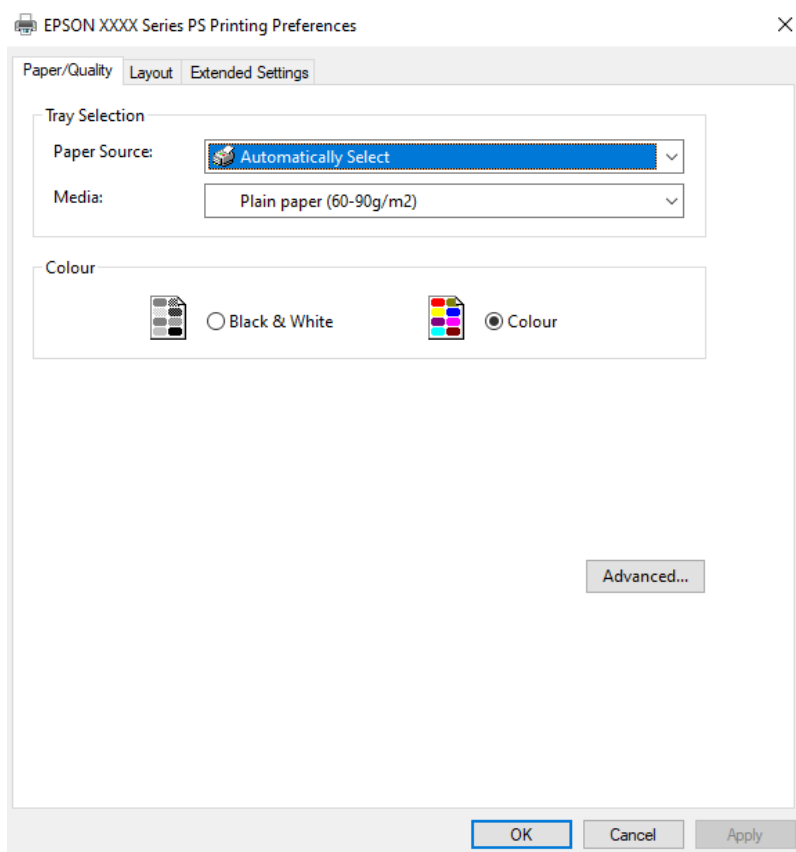 EPSON XXXX Series PS Printing Preferences
Paper/Quality Layout Extended Settings
Tray Selection
Paper Source: Automatically Select
Media: Plain paper (60-90g/m2)
Colour
Black & White Colour
Advanced...
OK Cancel Apply